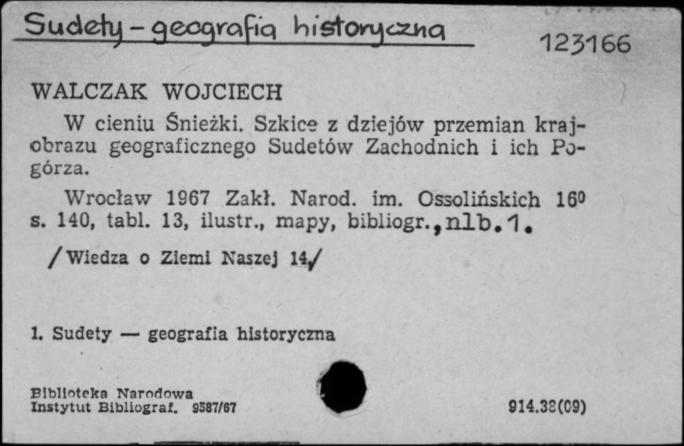 Sudety – geografia historyczna
123166
WALCZAK WOJCIECH
W cieniu Śnieżki. Szkice z dziejów przemian kraj-
obrazu geograficznego Sudetów Zachodnich i ich Po-
górza.
Wrocław 1967 Zakł. Narod. im. Ossolińskich 16⁰
s. 140, tabl. 13, ilustr., mapy, bibliogr., nlb. 1.
/Wiedza o Ziemi Naszej 14/
1. Sudety — geografia historyczna
Biblioteka Narodowa
Instytut Bibliograf. 9587/67
914.38(09)